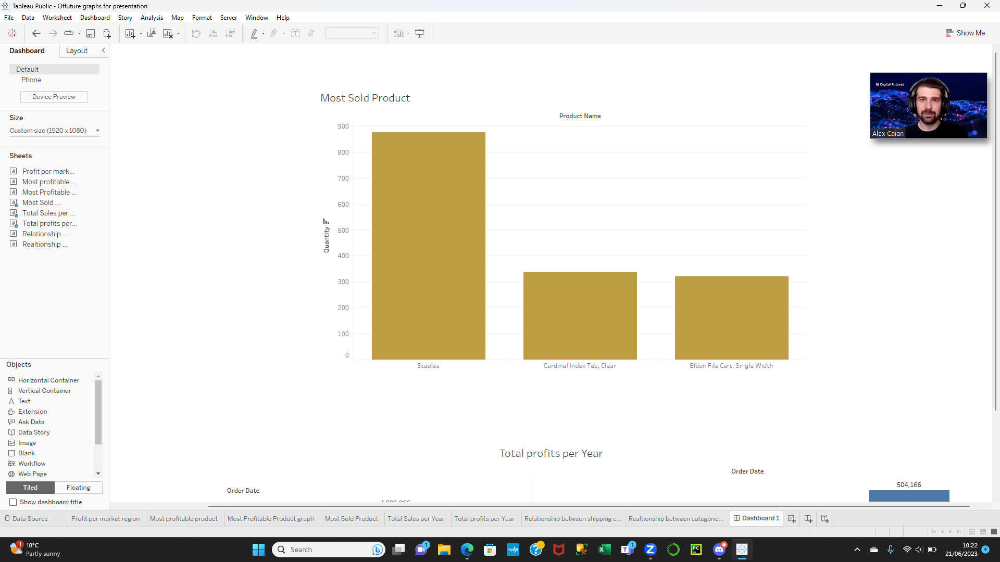 Tableau Public - Offuture graphs for presentation
File Data Worksheet Dashboard Story Analysis Map Format Server Window Help
Show Me
Dashboard Layout
Default
Phone
Device Preview
Size
Custom size (1920 x 1080)
Sheets
Profit per mark...
Most profitable ...
Most Profitable ...
Most Sold ...
Total Sales per ...
Total profits per...
Relationship ...
Realtionship ...
Objects
Horizontal Container
Vertical Container
Text
Extension
Ask Data
Data Story
Image
Blank
Workflow
Web Page
Tiled Floating
Show dashboard title
Most Sold Product
Product Name
Quantity
900
800
700
600
500
400
300
200
100
0
Staples
Cardinal Index Tab, Clear
Eldon File Cart, Single Width
Digital Futures
Alex Caian
Total profits per Year
Order Date
504,166
Order Date
Data Source
Profit per market region
Most profitable product
Most Profitable Product graph
Most Sold Product
Total Sales per Year
Total profits per Year
Relationship between shipping c...
Realtionship between categorie...
Dashboard 1
1
18°C
Partly sunny
Search
1
myhp
1
PC
10:22
21/06/2023
4